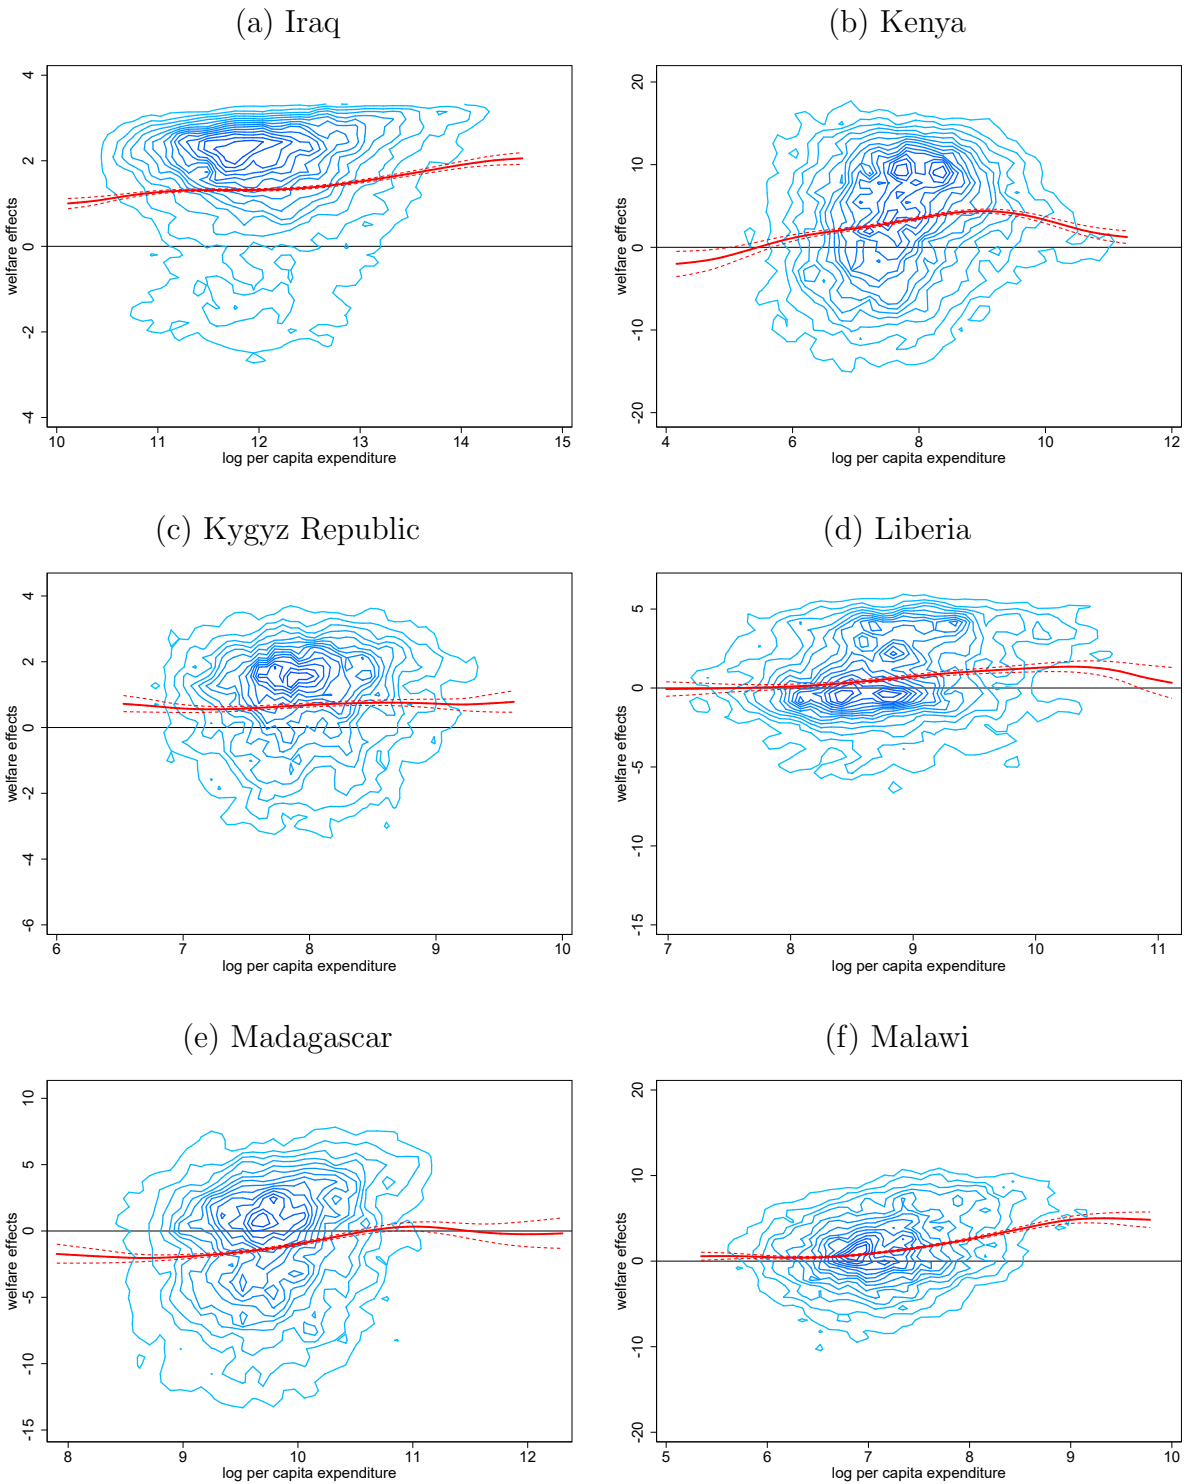 (a) Iraq
4
2
0
2
-4
welfare effects
10 11 12 13 14 15
log per capita expenditure
(b) Kenya
20
10
0
-10
-20
welfare effects
4 6 8 10 12
log per capita expenditure
(c) Kygyz Republic
4
2
0
-2
-4
-6
welfare effects
6 7 8 9 10
log per capita expenditure
(d) Liberia
5
0
-5
-10
-15
welfare effects
7 8 9 10 11
log per capita expenditure
(e) Madagascar
10
5
0
-5
-10
-15
welfare effects
8 9 10 11 12
log per capita expenditure
(f) Malawi
20
10
0
-10
-20
welfare effects
5 6 7 8 9 10
log per capita expenditure